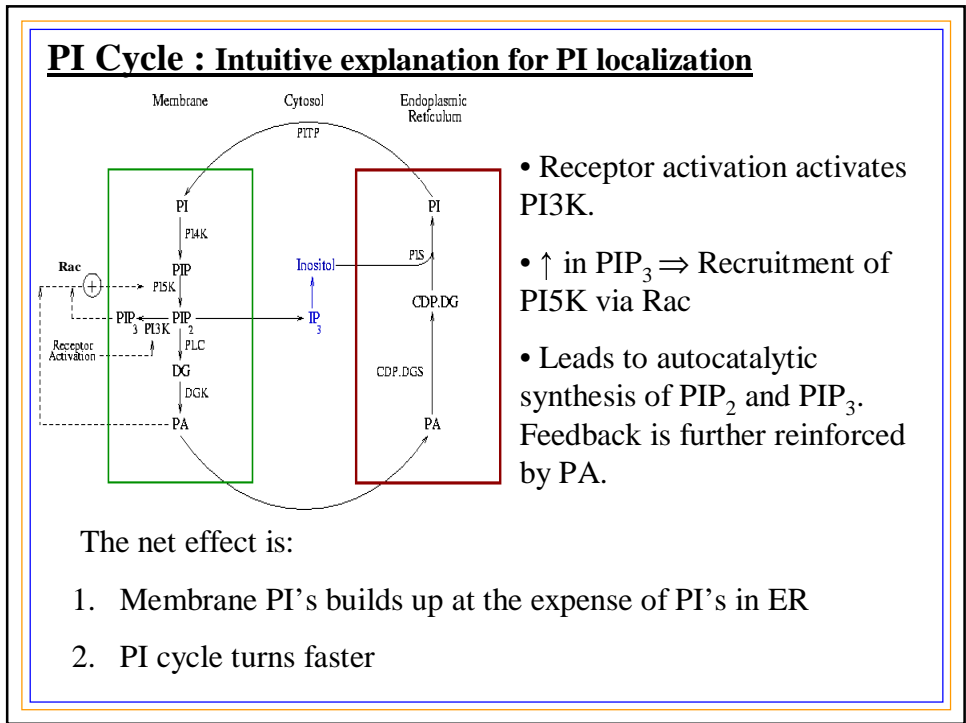 PI Cycle : Intuitive explanation for PI localization
Membrane Cytosol Endoplasmic
Reticulum
PITP
PI
PI4K
PIP
Rac
+
PI5K
PIP3 PI3K PIP2
IP3
Receptor
Activation
PLC
DG
DGK
PA
Inositol
PI
PIS
CDP.DG
CDP.DGS
PA
• Receptor activation activates
PI3K.
• ↑ in PIP3 ⇒ Recruitment of
PI5K via Rac
• Leads to autocatalytic
synthesis of PIP2 and PIP3.
Feedback is further reinforced
by PA.
The net effect is:
1. Membrane PI's builds up at the expense of PI's in ER
2. PI cycle turns faster